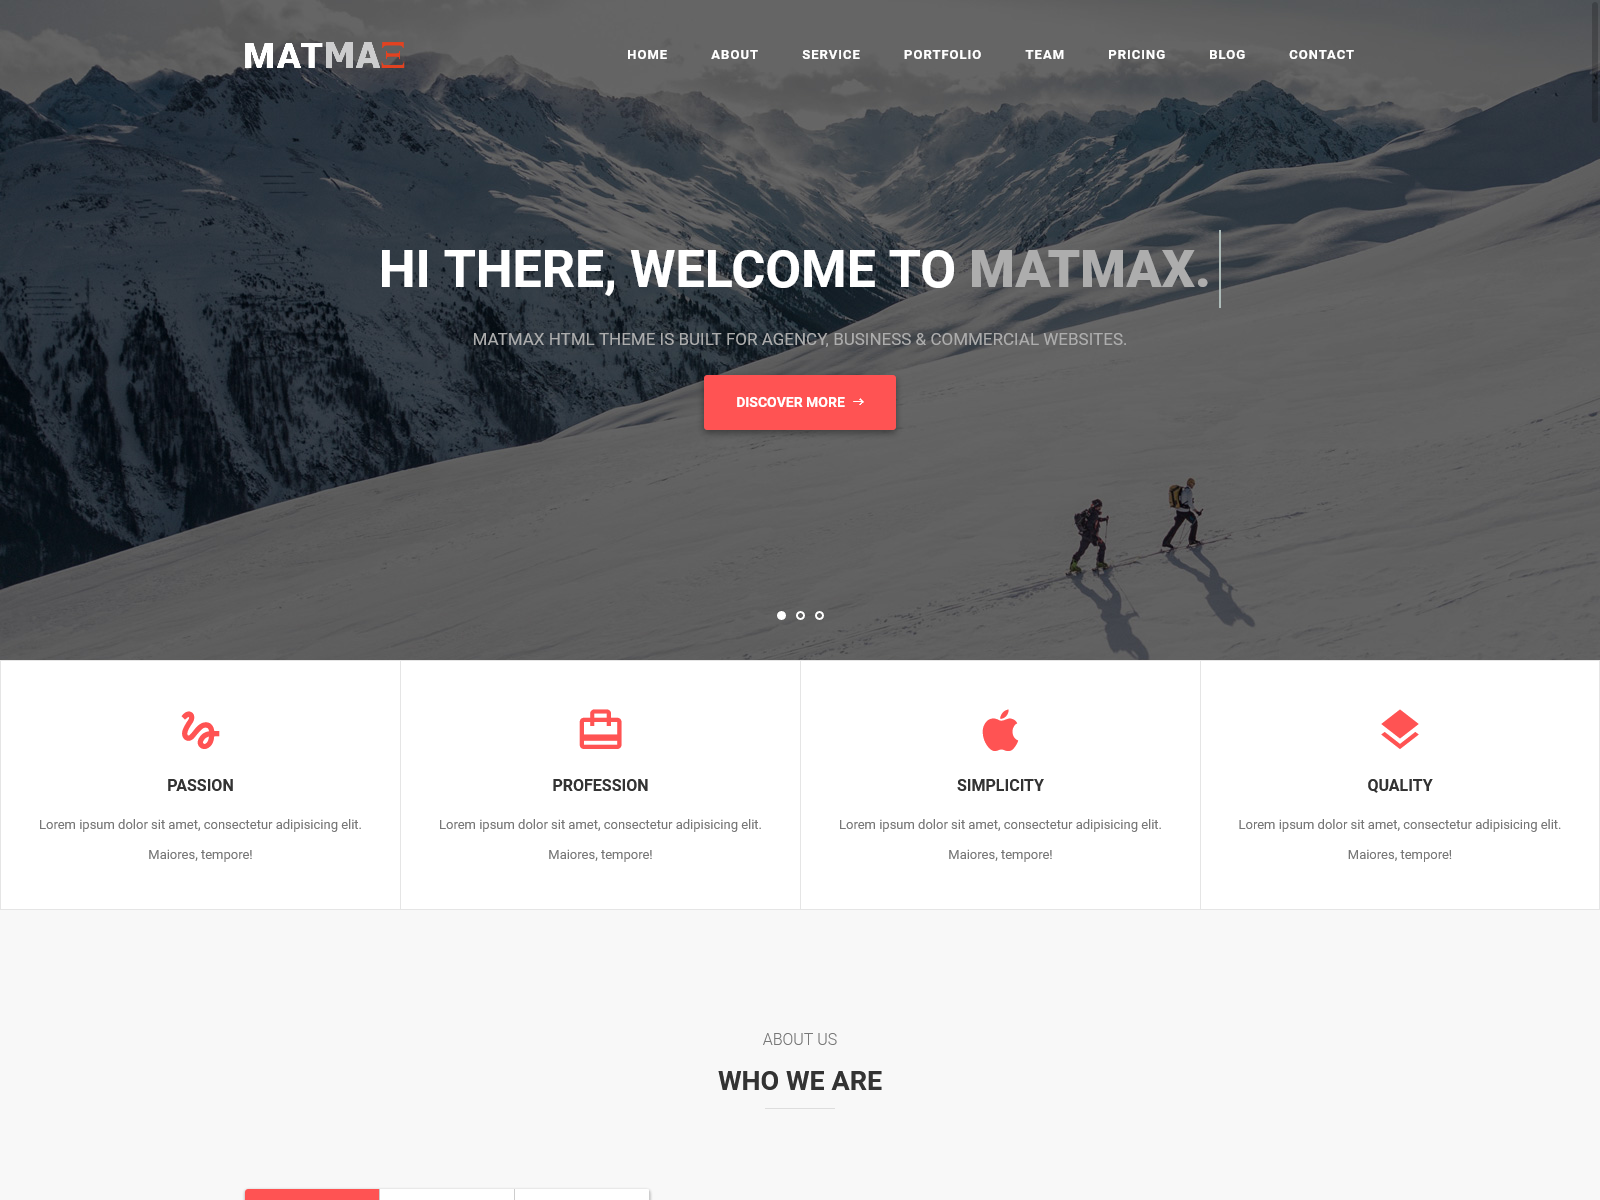 MATMAX
HOME ABOUT SERVICE PORTFOLIO TEAM PRICING BLOG CONTACT
HI THERE, WELCOME TO MATMAX.
MATMAX HTML THEME IS BUILT FOR AGENCY, BUSINESS & COMMERCIAL WEBSITES.
DISCOVER MORE →
PASSION
Lorem ipsum dolor sit amet, consectetur adipisicing elit.
Maiores, tempore!
PROFESSION
Lorem ipsum dolor sit amet, consectetur adipisicing elit.
Maiores, tempore!
SIMPLICITY
Lorem ipsum dolor sit amet, consectetur adipisicing elit.
Maiores, tempore!
QUALITY
Lorem ipsum dolor sit amet, consectetur adipisicing elit.
Maiores, tempore!
ABOUT US
WHO WE ARE